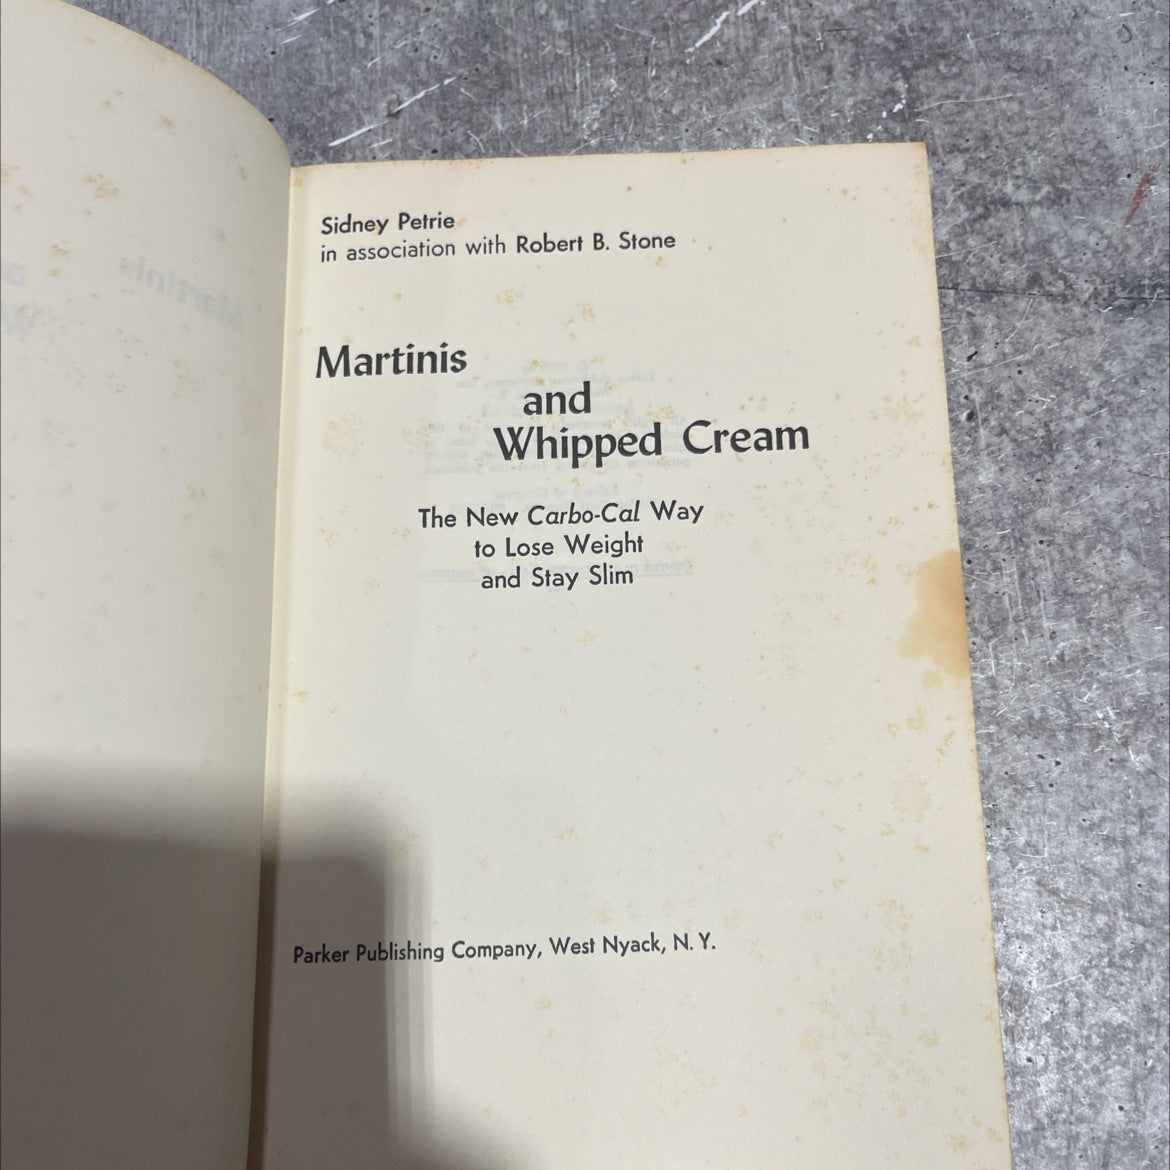 Sidney Petrie
in association with Robert B. Stone
Martinis
and
Whipped Cream
The New Carbo-Cal Way
to Lose Weight
and Stay Slim
Parker Publishing Company, West Nyack, N. Y.
Martinis